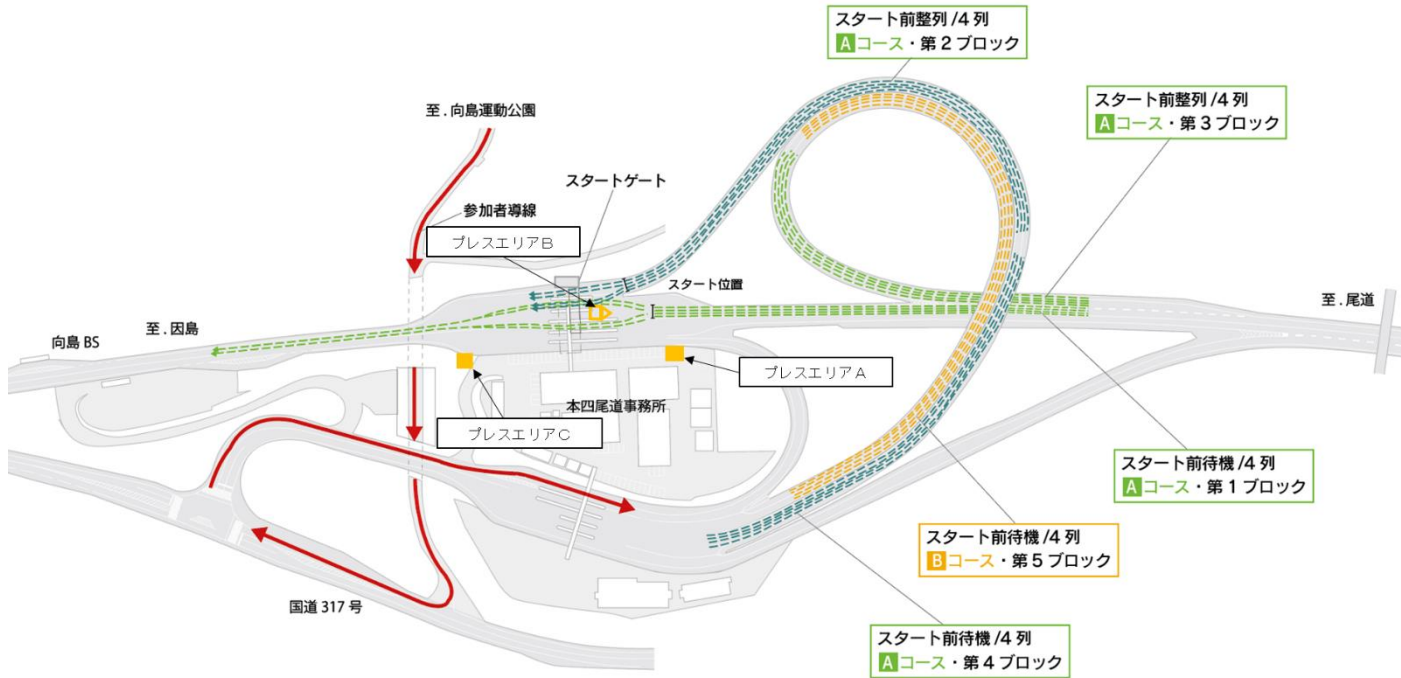 スタート前整列/4列
Aコース・第2ブロック
スタート前整列/4列
Aコース・第3ブロック
至.向島運動公園
スタートゲート
参加者導線
プレスエリアB
スタート位置
至.尾道
至.因島
向島BS
プレスエリアA
本四尾道事務所
プレスエリアC
スタート前待機/4列
Aコース・第1ブロック
スタート前待機/4列
Bコース・第5ブロック
国道317号
スタート前待機/4列
Aコース・第4ブロック